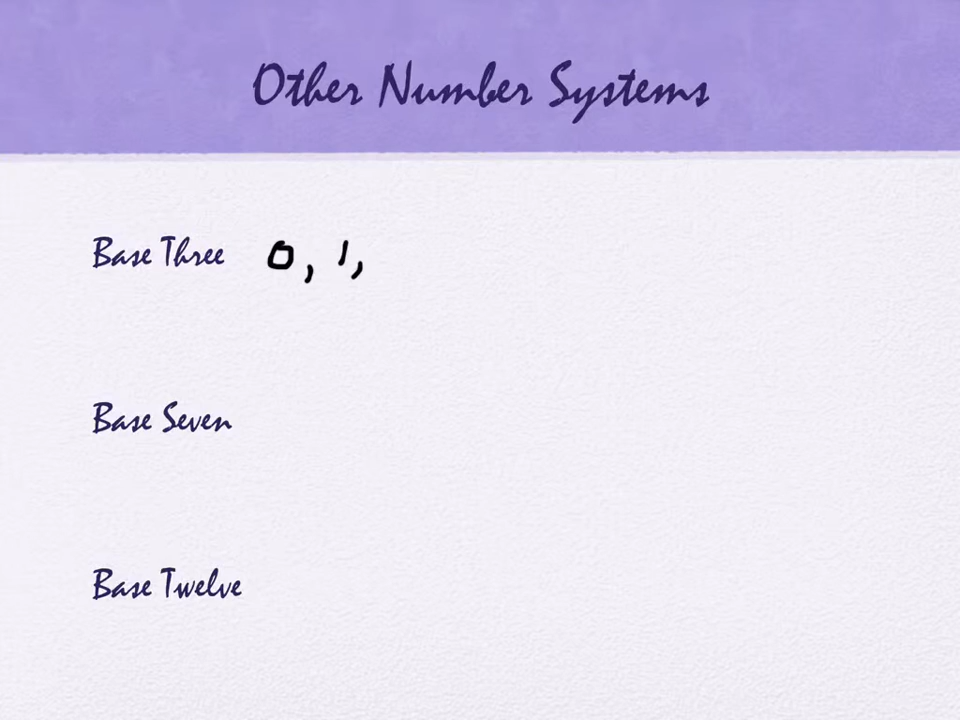 Other Number Systems
Base Three 0, 1,
Base Seven
Base Twelve